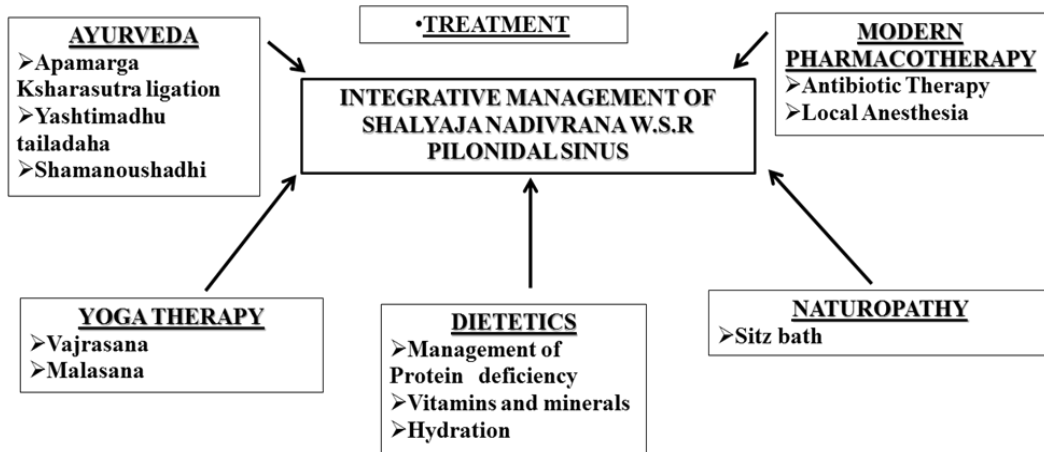 •TREATMENT
AYURVEDA
➢Apamarga
Ksharasutra ligation
➢Yashtimadhu
tailadaha
➢Shamanoushadhi
INTEGRATIVE MANAGEMENT OF
SHALYAJA NADIVRANA W.S.R
PILONIDAL SINUS
MODERN
PHARMACOTHERAPY
➢Antibiotic Therapy
➢Local Anesthesia
YOGA THERAPY
➢Vajrasana
➢Malasana
DIETETICS
➢Management of
Protein deficiency
➢Vitamins and minerals
➢Hydration
NATUROPATHY
➢Sitz bath